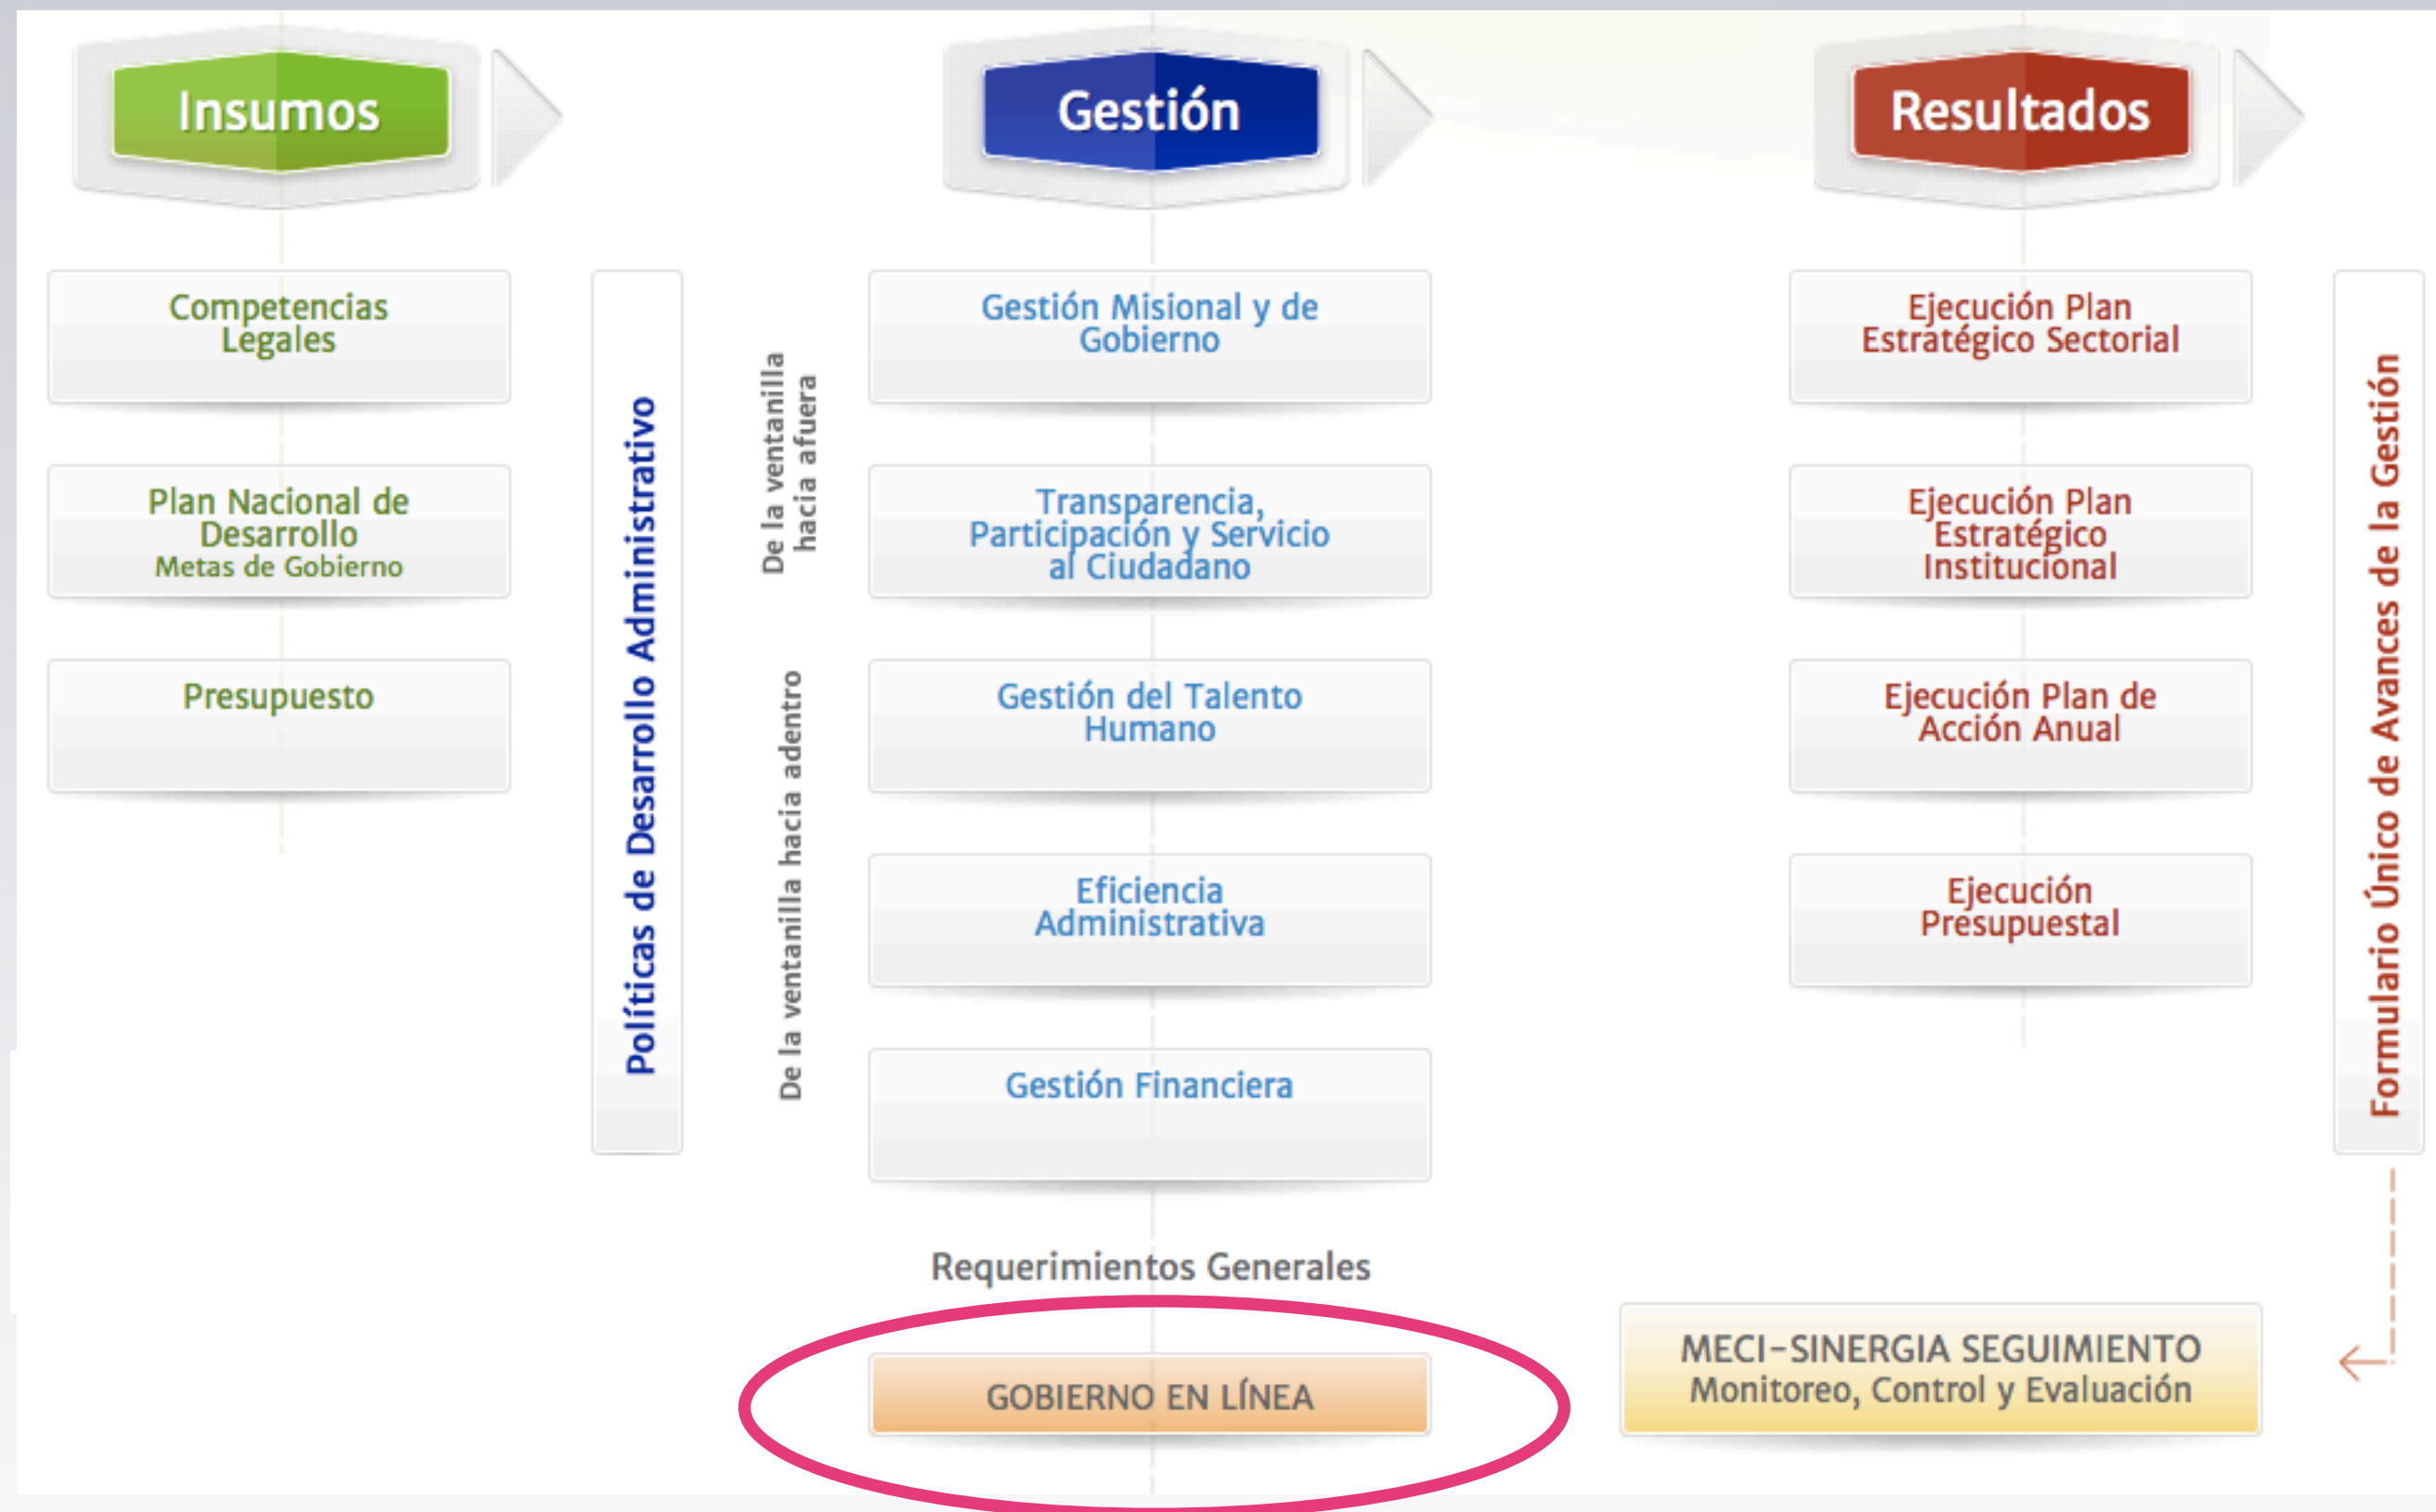 Insumos
Gestión
Resultados
Competencias
Legales
Plan Nacional de
Desarrollo
Metas de Gobierno
Presupuesto
Políticas de Desarrollo Administrativo
De la ventanilla
hacia afuera
De la ventanilla hacia adentro
Gestión Misional y de
Gobierno
Transparencia,
Participación y Servicio
al Ciudadano
Gestión del Talento
Humano
Eficiencia
Administrativa
Gestión Financiera
Requerimientos Generales
GOBIERNO EN LÍNEA
Ejecución Plan
Estratégico Sectorial
Ejecución Plan
Estratégico
Institucional
Ejecución Plan de
Acción Anual
Ejecución
Presupuestal
Formulario Único de Avances de la Gestión
MECI-SINERGIA SEGUIMIENTO
Monitoreo, Control y Evaluación